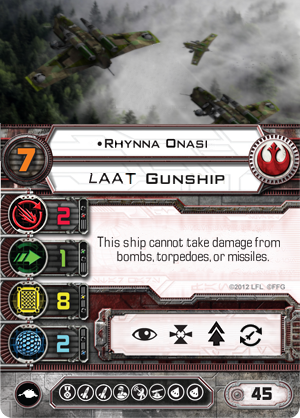 •Rhynna Onasi
7
LAAT Gunship
2
1
This ship cannot take damage from
bombs, torpedoes, or missiles.
8
©2012 LFL ©FFG
2
45